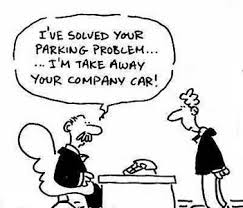 I'VE SOLVED YOUR
PARKING PROBLEM...
... I'M TAKE AWAY
YOUR COMPANY CAR!